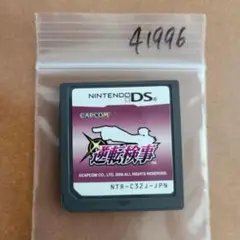 41996
NINTENDO DS
CAPCOM
逆転検事
©CAPCOM CO., LTD. 2009 ALL RIGHTS RESERVED.
NTR-C32J-JPN